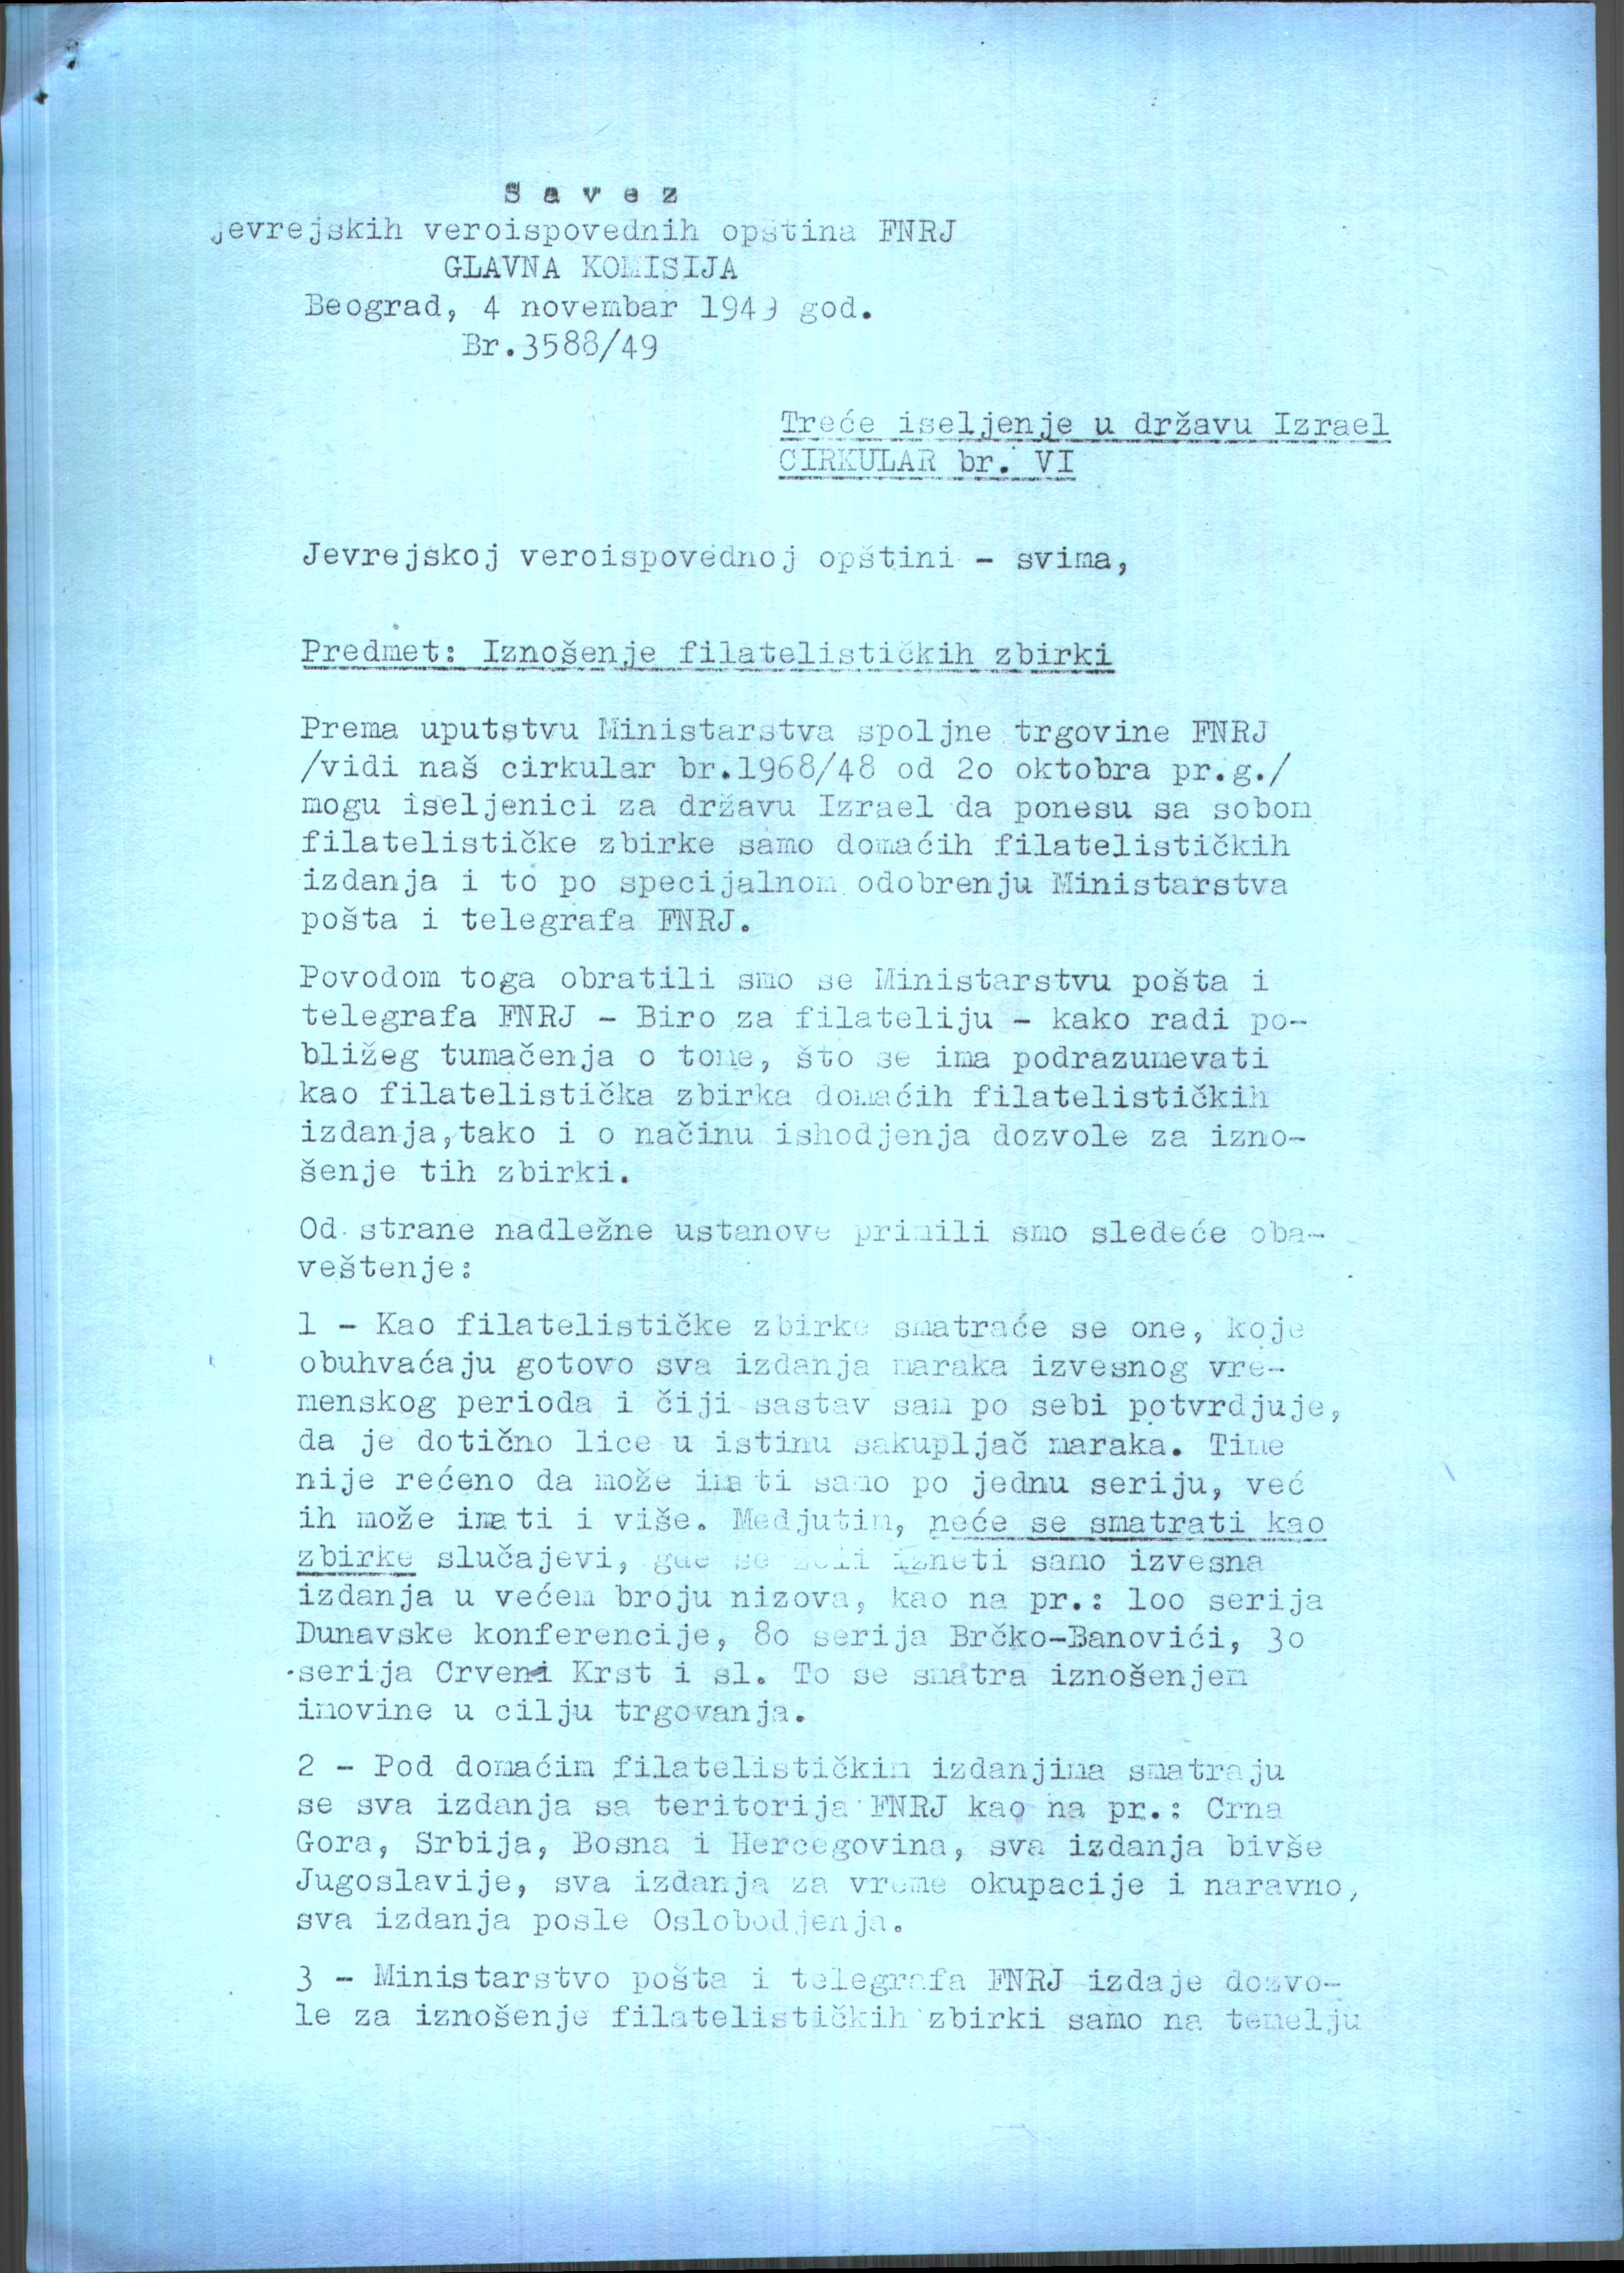 S a v e z
jevrejskih veroispovednih opština FNRJ
GLAVNA KOMISIJA
Beograd, 4 novembar 1949 god.
Br.3588/49
Treće iseljenje u državu Izrael
CIRKULAR br. VI
Jevrejskoj veroispovednoj opštini - svima,
Predmet: Iznošenje filatelističkih zbirki
Prema uputstvu Ministarstva spoljne trgovine FNRJ
/vidi naš cirkular br.1968/48 od 2o oktobra pr.g./
mogu iseljenici za državu Izrael da ponesu sa sobom
filatelističke zbirke samo domaćih filatelističkih
izdanja i to po specijalnom odobrenju Ministarstva
pošta i telegrafa FNRJ.
Povodom toga obratili smo se Ministarstvu pošta i
telegrafa FNRJ - Biro za filateliju - kako radi po-
bližeg tumačenja o tome, što se ima podrazumevati
kao filatelistička zbirka domaćih filatelističkih
izdanja,tako i o načinu ishodjenja dozvole za izno-
šenje tih zbirki.
Od strane nadležne ustanove primili smo sledeće oba-
veštenje:
1 - Kao filatelističke zbirke smatraće se one, koje
obuhvaćaju gotovo sva izdanja maraka izvesnog vre-
menskog perioda i čiji sastav sam po sebi potvrdjuje,
da je dotično lice u istinu sakupljač maraka. Time
nije rećeno da može imati samo po jednu seriju, već
ih može imati i više. Medjutim, neće se smatrati kao
zbirke slučajevi, gde se želi izneti samo izvesna
izdanja u većem broju nizova, kao na pr.: loo serija
Dunavske konferencije, 8o serija Brčko-Banovići, 3o
serija Crveni Krst i sl. To se smatra iznošenjem
imovine u cilju trgovanja.
2 - Pod domaćim filatelističkim izdanjima smatraju
se sva izdanja sa teritorija FNRJ kao na pr.: Crna
Gora, Srbija, Bosna i Hercegovina, sva izdanja bivše
Jugoslavije, sva izdanja za vreme okupacije i naravno,
sva izdanja posle Oslobodjenja.
3 - Ministarstvo pošta i telegrafa FNRJ izdaje dozvo-
le za iznošenje filatelističkih zbirki samo na temelju